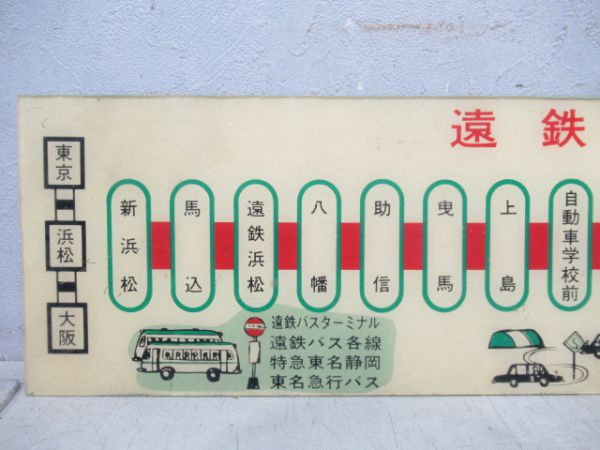 遠鉄
東京
浜松
大阪
新浜松
馬込
遠鉄浜松
八幡
助信
曳馬
上島
自動車学校前
遠鉄バスターミナル
遠鉄バス各線
特急東名静岡
東名急行バス